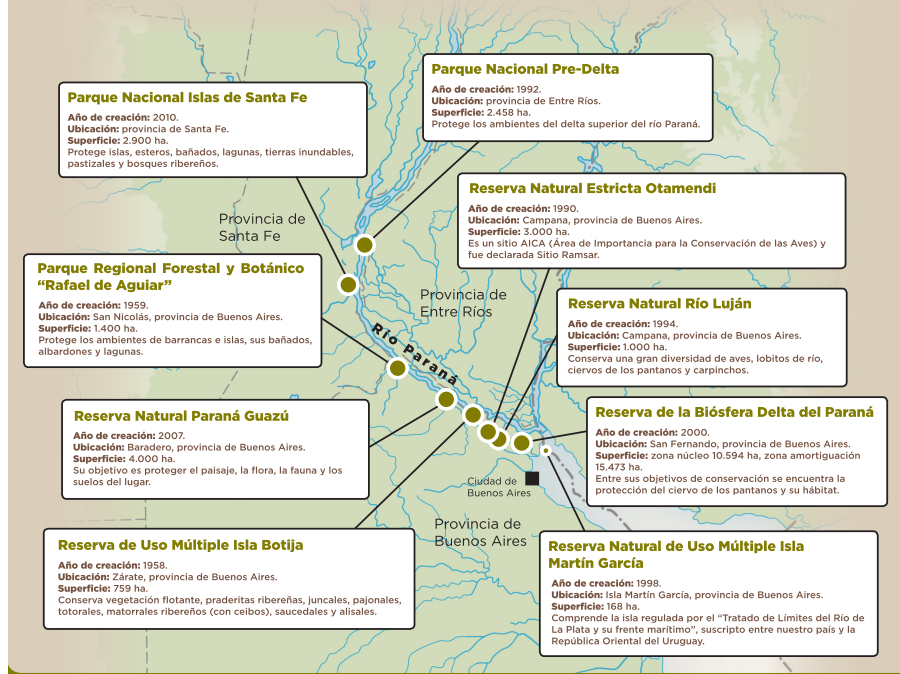 Parque Nacional Pre-Delta
Año de creación: 1992.
Ubicación: provincia de Entre Ríos.
Superficie: 2.458 ha.
Protege los ambientes del delta superior del río Paraná.
Parque Nacional Islas de Santa Fe
Año de creación: 2010.
Ubicación: provincia de Santa Fe.
Superficie: 2.900 ha.
Protege islas, esteros, bañados, lagunas, tierras inundables,
pastizales y bosques ribereños.
Reserva Natural Estricta Otamendi
Año de creación: 1990.
Ubicación: Campana, provincia de Buenos Aires.
Superficie: 3.000 ha.
Es un sitio AICA (Área de Importancia para la Conservación de las Aves) y
fue declarada Sitio Ramsar.
Provincia de
Santa Fe
Parque Regional Forestal y Botánico
“Rafael de Aguiar”
Año de creación: 1959.
Ubicación: San Nicolás, provincia de Buenos Aires.
Superficie: 1.400 ha.
Protege los ambientes de barrancas e islas, sus bañados,
albardones y lagunas.
Provincia de
Entre Ríos
Reserva Natural Río Luján
Año de creación: 1994.
Ubicación: Campana, provincia de Buenos Aires.
Superficie: 1.000 ha.
Conserva una gran diversidad de aves, lobitos de río,
ciervos de los pantanos y carpinchos.
Río Paraná
Reserva Natural Paraná Guazú
Año de creación: 2007.
Ubicación: Baradero, provincia de Buenos Aires.
Superficie: 4.000 ha.
Su objetivo es proteger el paisaje, la flora, la fauna y los
suelos del lugar.
Reserva de la Biósfera Delta del Paraná
Año de creación: 2000.
Ubicación: San Fernando, provincia de Buenos Aires.
Superficie: zona núcleo 10.594 ha, zona amortiguación
15.473 ha.
Entre sus objetivos de conservación se encuentra la
protección del ciervo de los pantanos y su hábitat.
Ciudad de
Buenos Aires
Provincia de
Buenos Aires
Reserva de Uso Múltiple Isla Botija
Año de creación: 1958.
Ubicación: Zárate, provincia de Buenos Aires.
Superficie: 759 ha.
Conserva vegetación flotante, praderitas ribereñas, juncales, pajonales,
totorales, matorrales ribereños (con ceibos), saucedales y alisales.
Reserva Natural de Uso Múltiple Isla
Martín García
Año de creación: 1998.
Ubicación: Isla Martín García, provincia de Buenos Aires.
Superficie: 168 ha.
Comprende la isla regulada por el “Tratado de Límites del Río de
La Plata y su frente marítimo”, suscripto entre nuestro país y la
República Oriental del Uruguay.